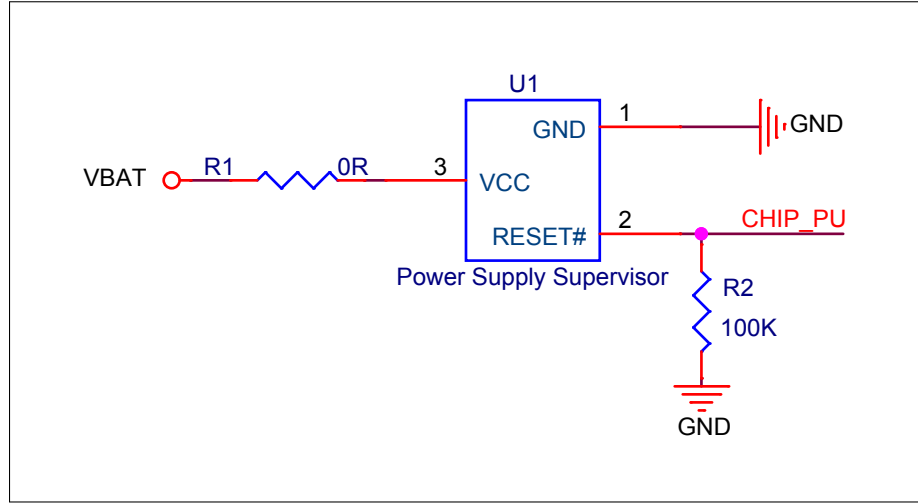 U1
GND
1
GND
VBAT
R1
0R
3
VCC
RESET#
2
CHIP_PU
Power Supply Supervisor
R2
100K
GND